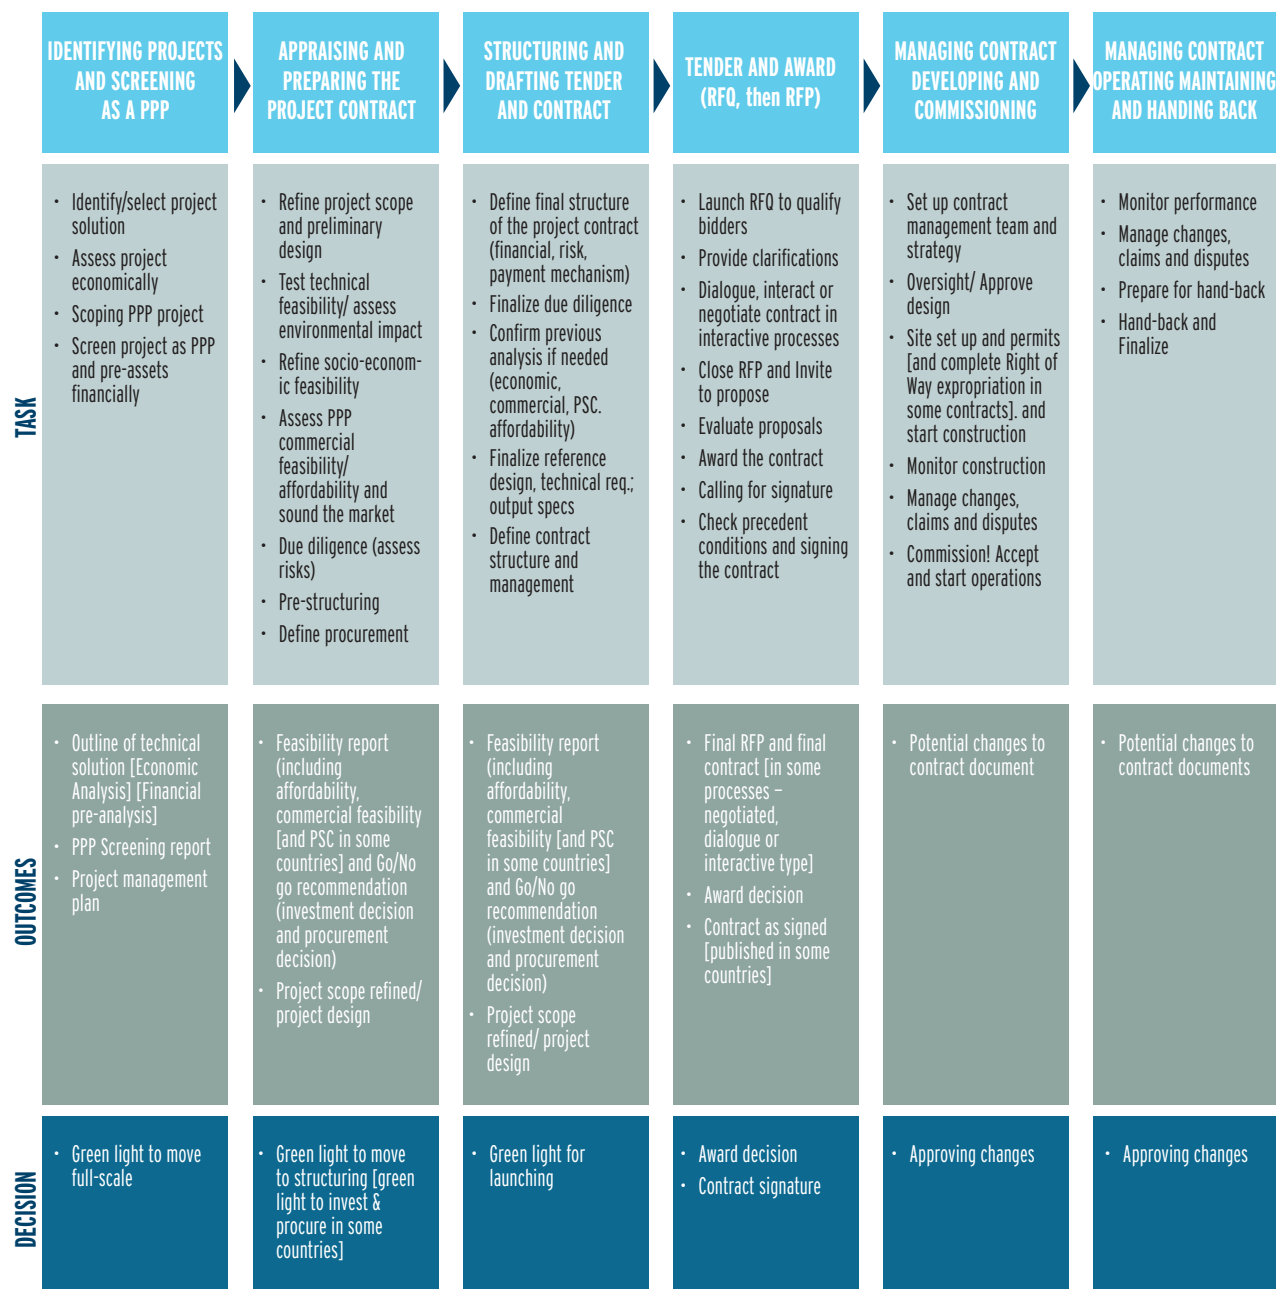 IDENTIFYING PROJECTS
AND SCREENING
AS A PPP
APPRAISING AND
PREPARING THE
PROJECT CONTRACT
STRUCTURING AND
DRAFTING TENDER
AND CONTRACT
TENDER AND AWARD
(RFQ, then RFP)
MANAGING CONTRACT
DEVELOPING AND
COMMISSIONING
MANAGING CONTRACT
OPERATING MAINTAINING
AND HANDING BACK
TASK
• Identify/select project
solution
• Assess project
economically
• Scoping PPP project
• Screen project as PPP
and pre-assets
financially
• Refine project scope
and preliminary
design
• Test technical
feasibility/ assess
environmental impact
• Refine socio-econom-
ic feasibility
• Assess PPP
commercial
feasibility/
affordability and
sound the market
• Due diligence (assess
risks)
• Pre-structuring
• Define procurement
• Define final structure
of the project contract
(financial, risk,
payment mechanism)
• Finalize due diligence
• Confirm previous
analysis if needed
(economic,
commercial, PSC.
affordability)
• Finalize reference
design, technical req.;
output specs
• Define contract
structure and
management
• Launch RFQ to qualify
bidders
• Provide clarifications
• Dialogue, interact or
negotiate contract in
interactive processes
• Close RFP and Invite
to propose
• Evaluate proposals
• Award the contract
• Calling for signature
• Check precedent
conditions and signing
the contract
• Set up contract
management team and
strategy
• Oversight/ Approve
design
• Site set up and permits
[and complete Right of
Way expropriation in
some contracts]. and
start construction
• Monitor construction
• Manage changes,
claims and disputes
• Commission! Accept
and start operations
• Monitor performance
• Manage changes,
claims and disputes
• Prepare for hand-back
• Hand-back and
Finalize
OUTCOMES
• Outline of technical
solution [Economic
Analysis] [Financial
pre-analysis]
• PPP Screening report
• Project management
plan
• Feasibility report
(including
affordability,
commercial feasibility
[and PSC in some
countries] and Go/No
go recommendation
(investment decision
and procurement
decision)
• Project scope refined/
project design
• Feasibility report
(including
affordability,
commercial
feasibility [and PSC
in some countries]
and Go/No go
recommendation
(investment decision
and procurement
decision)
• Project scope
refined/ project
design
• Final RFP and final
contract [in some
processes –
negotiated,
dialogue or
interactive type]
• Award decision
• Contract as signed
[published in some
countries]
• Potential changes to
contract document
• Potential changes to
contract documents
DECISION
• Green light to move
full-scale
• Green light to move
to structuring [green
light to invest &
procure in some
countries]
• Green light for
launching
• Award decision
• Contract signature
• Approving changes
• Approving changes